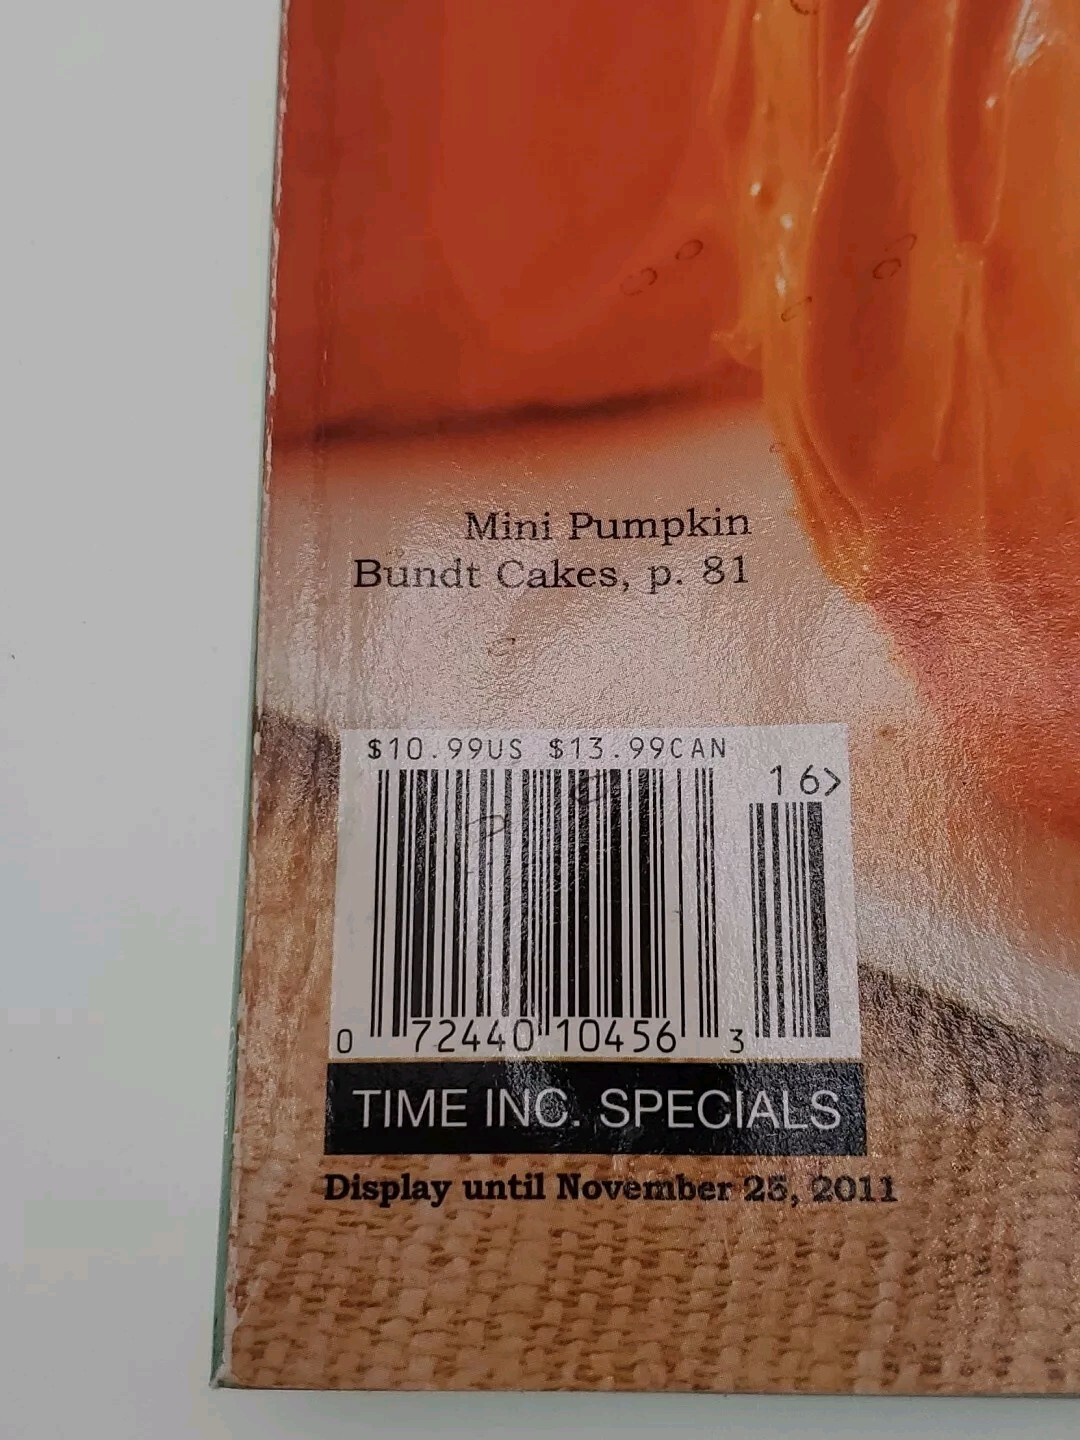 Mini Pumpkin
Bundt Cakes, p. 81
$10.99US $13.99CAN
16>
0 72440 10456 3
TIME INC. SPECIALS
Display until November 25, 2011